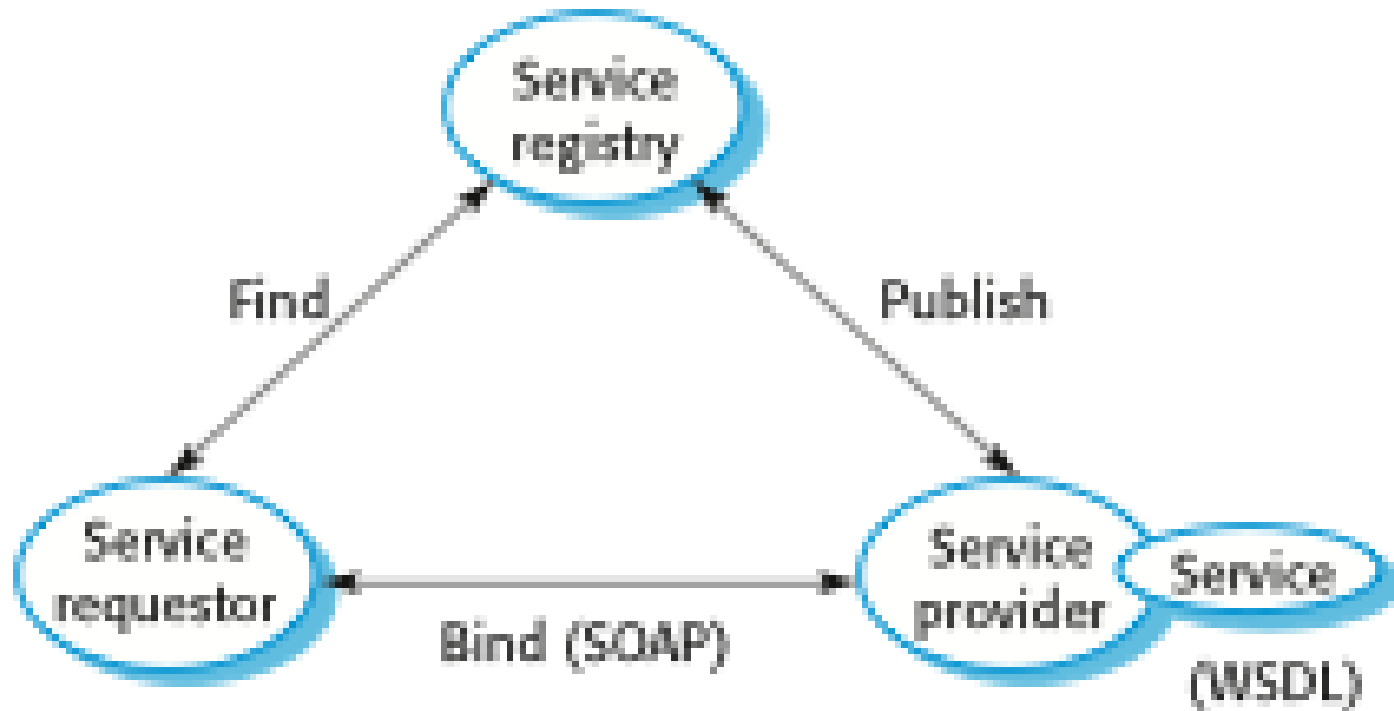 Service
registry
Find
Publish
Service
requestor
Bind (SOAP)
Service
provider
Service
(WSDL)